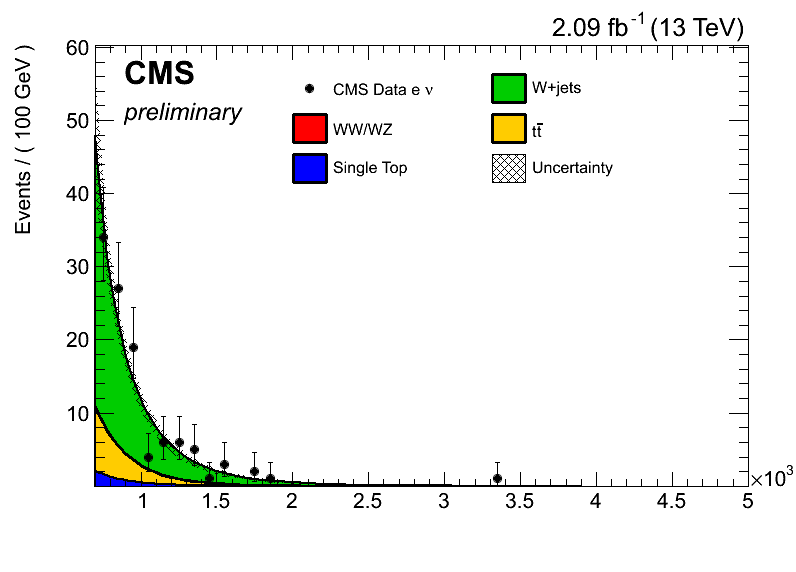 2.09 fb⁻¹ (13 TeV)
CMS
preliminary
CMS Data e ν
WW/WZ
Single Top
W+jets
tt̄
Uncertainty
Events / ( 100 GeV )
60
50
40
30
20
10
1 1.5 2 2.5 3 3.5 4 4.5 5
×10³